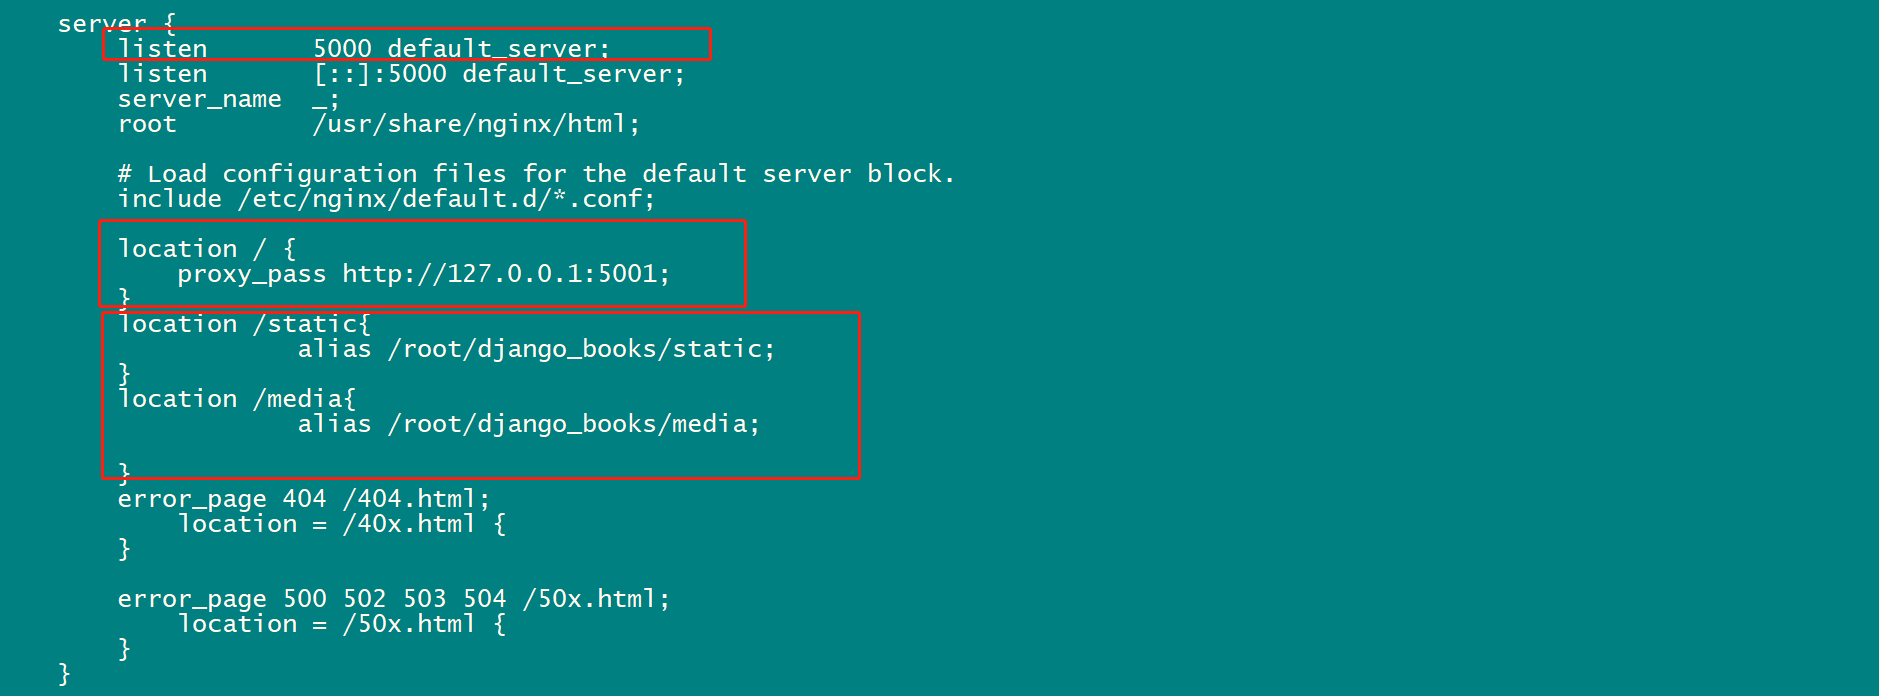 server {
listen 5000 default_server;
listen [::]:5000 default_server;
server_name _;
root /usr/share/nginx/html;
# Load configuration files for the default server block.
include /etc/nginx/default.d/*.conf;
location / {
proxy_pass http://127.0.0.1:5001;
}
location /static{
alias /root/django_books/static;
}
location /media{
alias /root/django_books/media;
}
error_page 404 /404.html;
location = /40x.html {
}
error_page 500 502 503 504 /50x.html;
location = /50x.html {
}
}